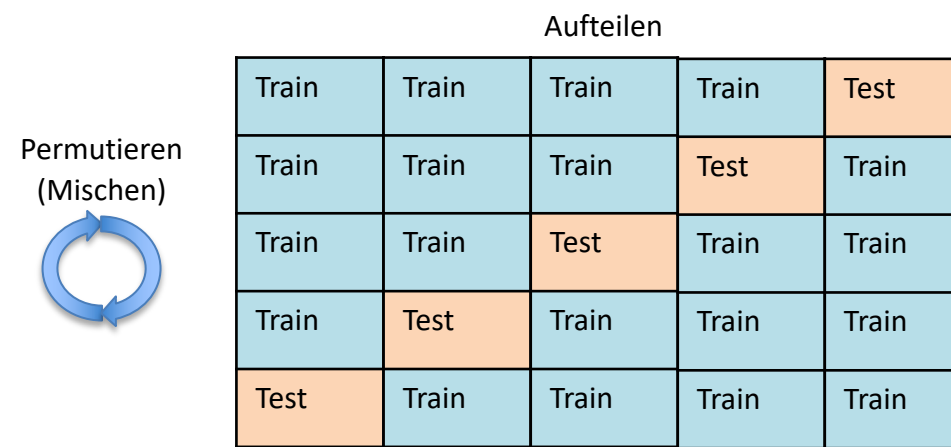 Aufteilen
Permutieren
(Mischen)
Train Train Train Train Test
Train Train Train Test Train
Train Train Test Train Train
Train Test Train Train Train
Test Train Train Train Train